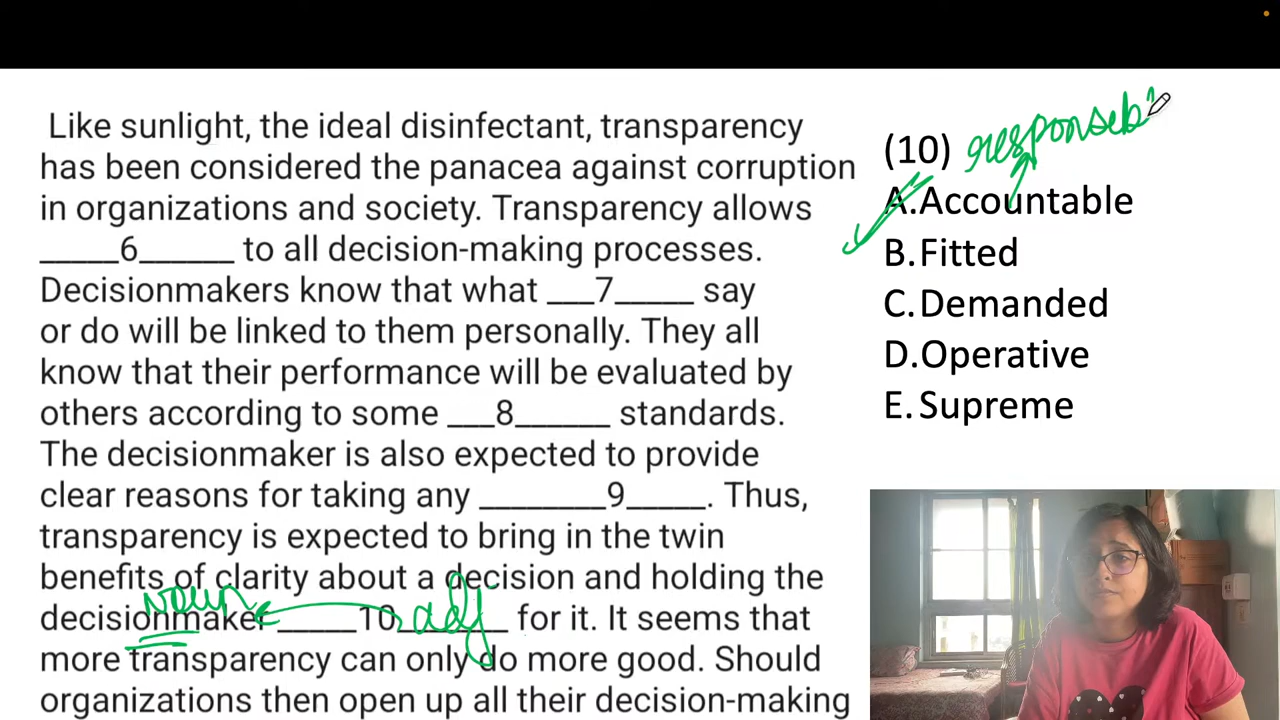 Like sunlight, the ideal disinfectant, transparency
has been considered the panacea against corruption
in organizations and society. Transparency allows
_____6______ to all decision-making processes.
Decisionmakers know that what ___7_____ say
or do will be linked to them personally. They all
know that their performance will be evaluated by
others according to some ___8______ standards.
The decisionmaker is also expected to provide
clear reasons for taking any ________9_____. Thus,
transparency is expected to bring in the twin
benefits of clarity about a decision and holding the
noun adj
decisionmaker _____10_______ for it. It seems that
more transparency can only do more good. Should
organizations then open up all their decision-making
(10) responseb
A. Accountable
B. Fitted
C. Demanded
D. Operative
E. Supreme